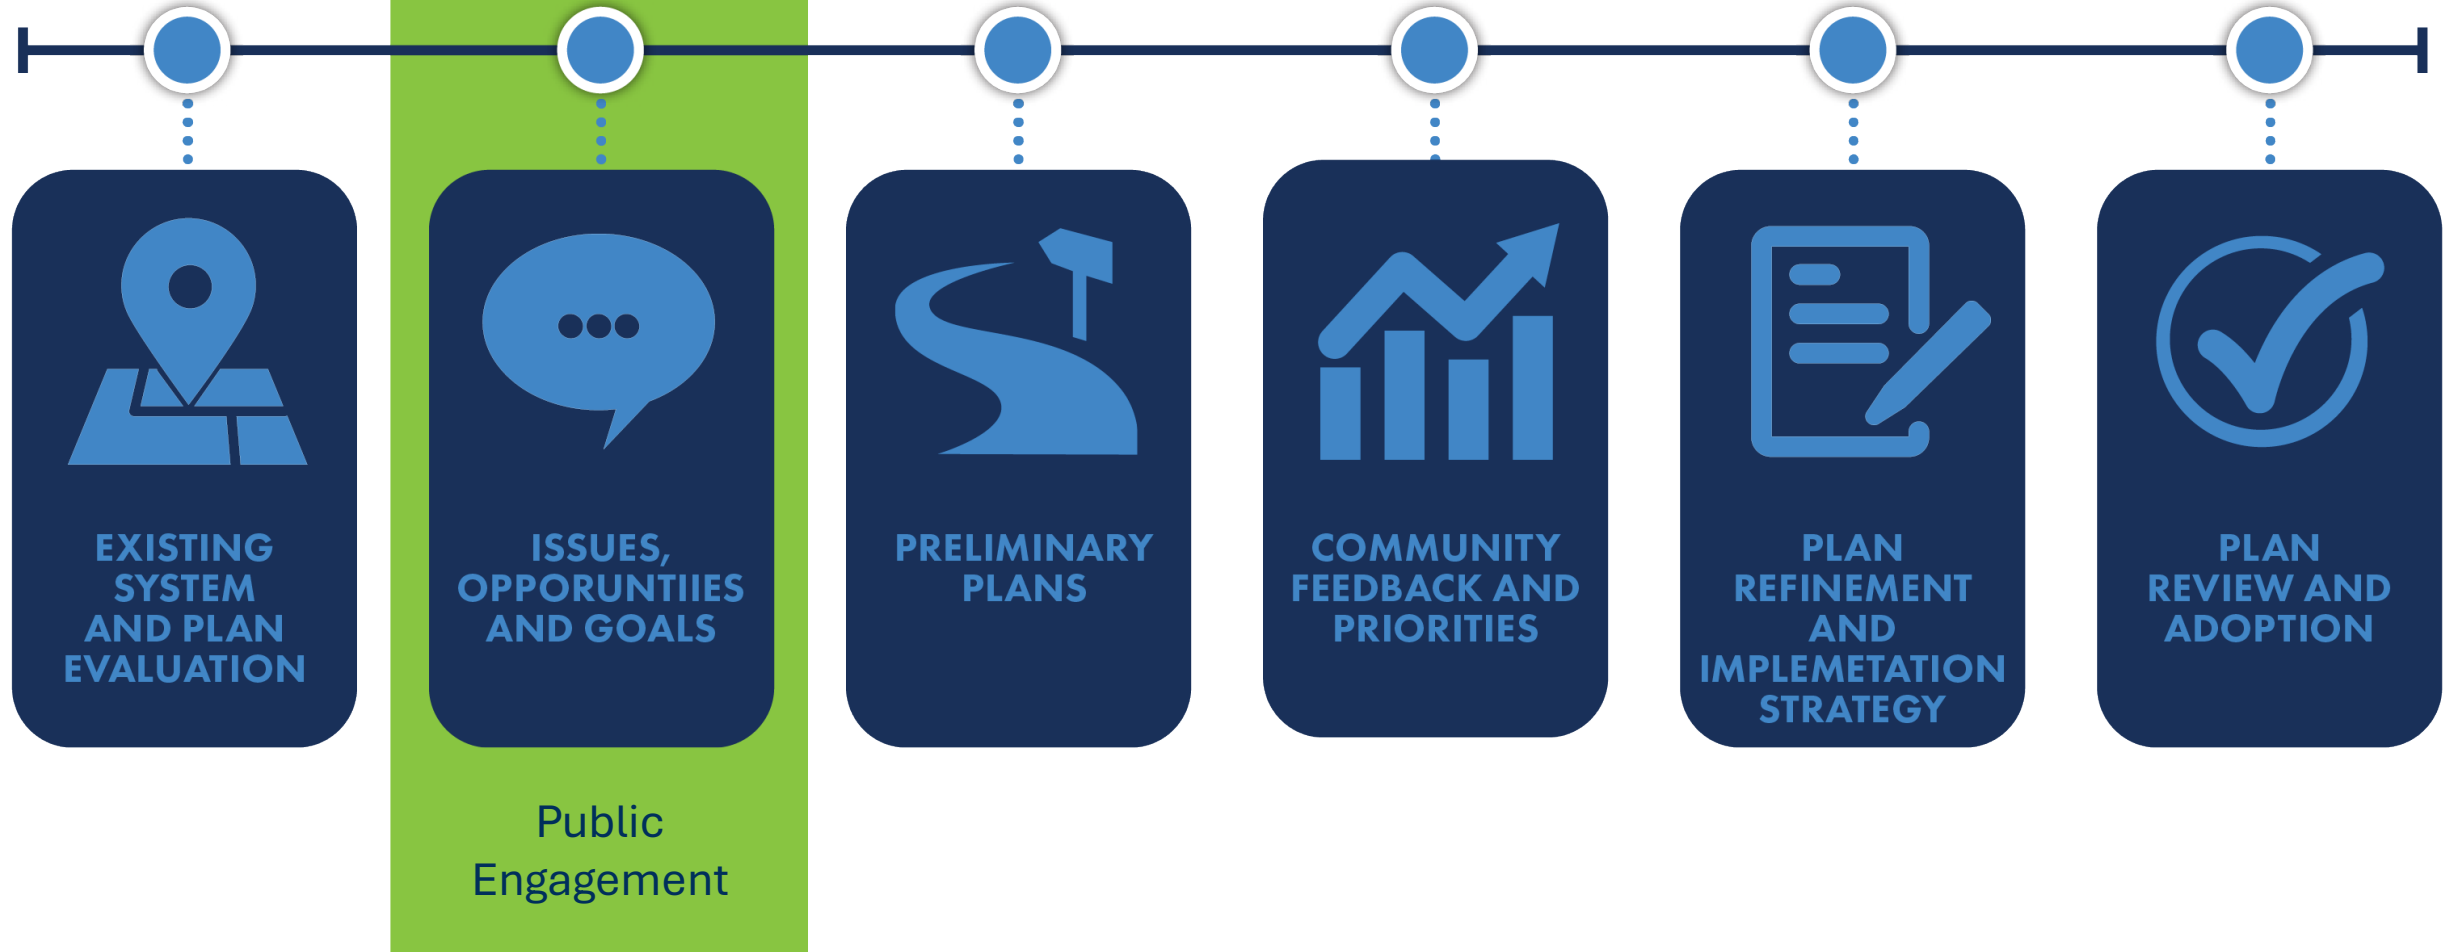 EXISTING
SYSTEM
AND PLAN
EVALUATION
ISSUES,
OPPORUNTIIES
AND GOALS
PRELIMINARY
PLANS
COMMUNITY
FEEDBACK AND
PRIORITIES
PLAN
REFINEMENT
AND
IMPLEMETATION
STRATEGY
PLAN
REVIEW AND
ADOPTION
Public
Engagement